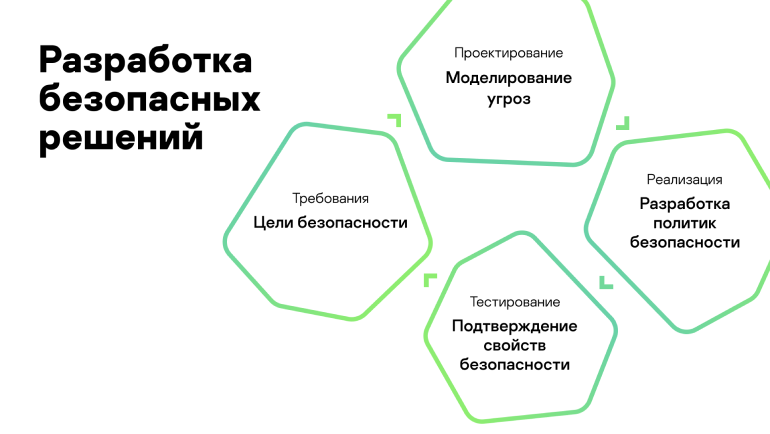 Разработка
безопасных
решений
Проектирование
Моделирование
угроз
Требования
Цели безопасности
Реализация
Разработка
политик
безопасности
Тестирование
Подтверждение
свойств
безопасности